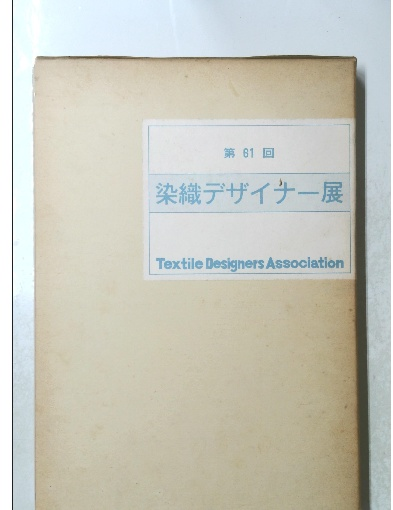 第 61 回
染織デザイナー展
Textile Designers Association